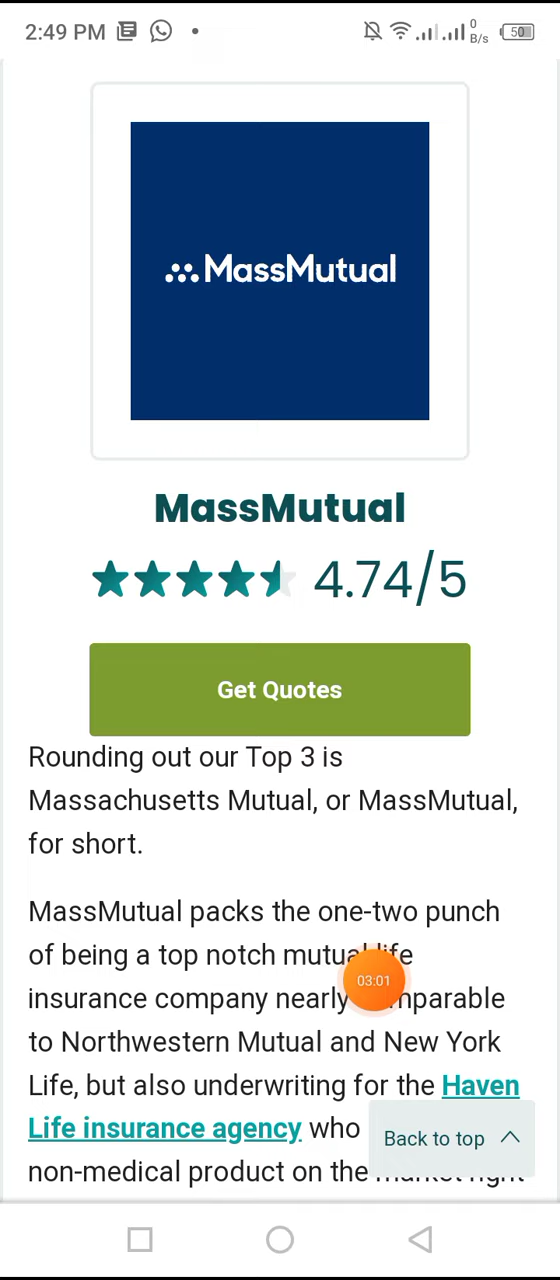 2:49 PM
0
B/s
50
MassMutual
MassMutual
4.74/5
Get Quotes
Rounding out our Top 3 is
Massachusetts Mutual, or MassMutual,
for short.
MassMutual packs the one-two punch
of being a top notch mutual life
insurance company nearly
03:01
to Northwestern Mutual and New York
Life, but also underwriting for the Haven
Life insurance agency who
Back to top
non-medical product on the market right